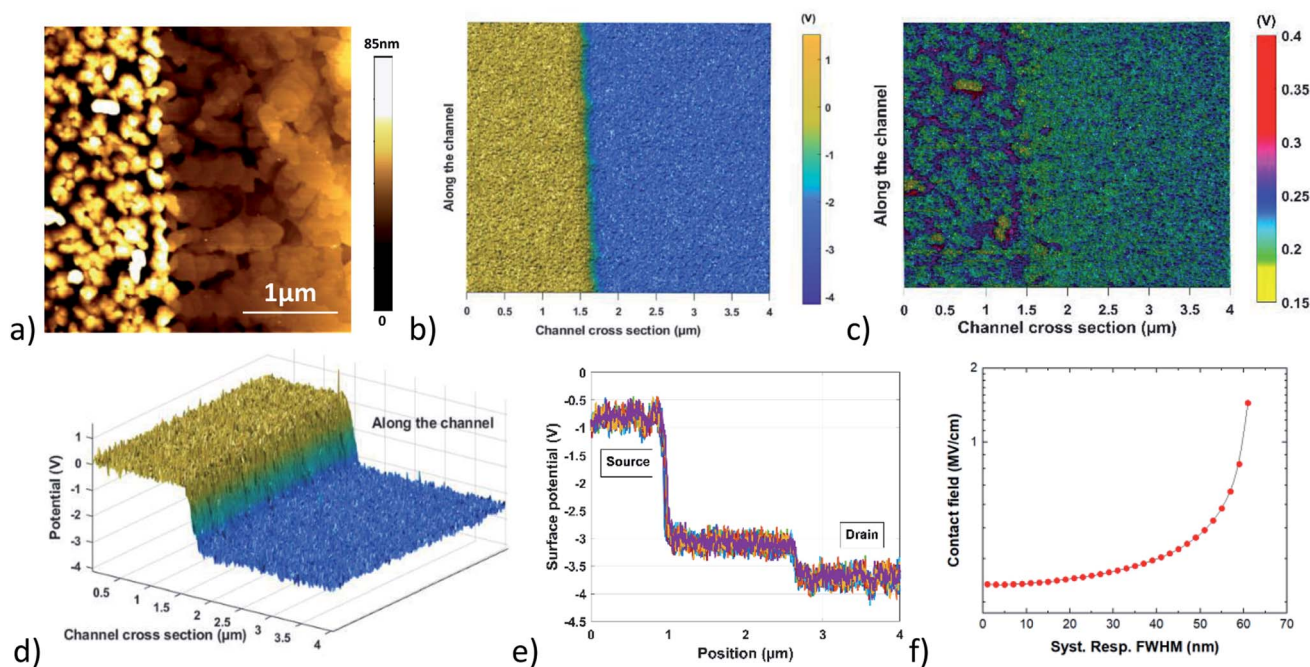 85nm
0
1µm
a)
(V)
1
0
-1
-2
-3
-4
Along the channel
0 0.5 1 1.5 2 2.5 3 3.5 4
Channel cross section (µm)
b)
(V)
0.4
0.35
0.3
0.25
0.2
0.15
Along the channel
0 0.5 1 1.5 2 2.5 3 3.5 4
Channel cross section (µm)
c)
Along the channel
Potential (V)
1
0
-1
-2
-3
-4
0.5 1 1.5 2 2.5 3 3.5 4
Channel cross section (µm)
d)
Surface potential (V)
0
-0.5
-1
-1.5
-2
-2.5
-3
-3.5
-4
-4.5
Source
Drain
0 1 2 3 4
Position (µm)
e)
Contact field (MV/cm)
2
1
0 10 20 30 40 50 60 70
Syst. Resp. FWHM (nm)
f)